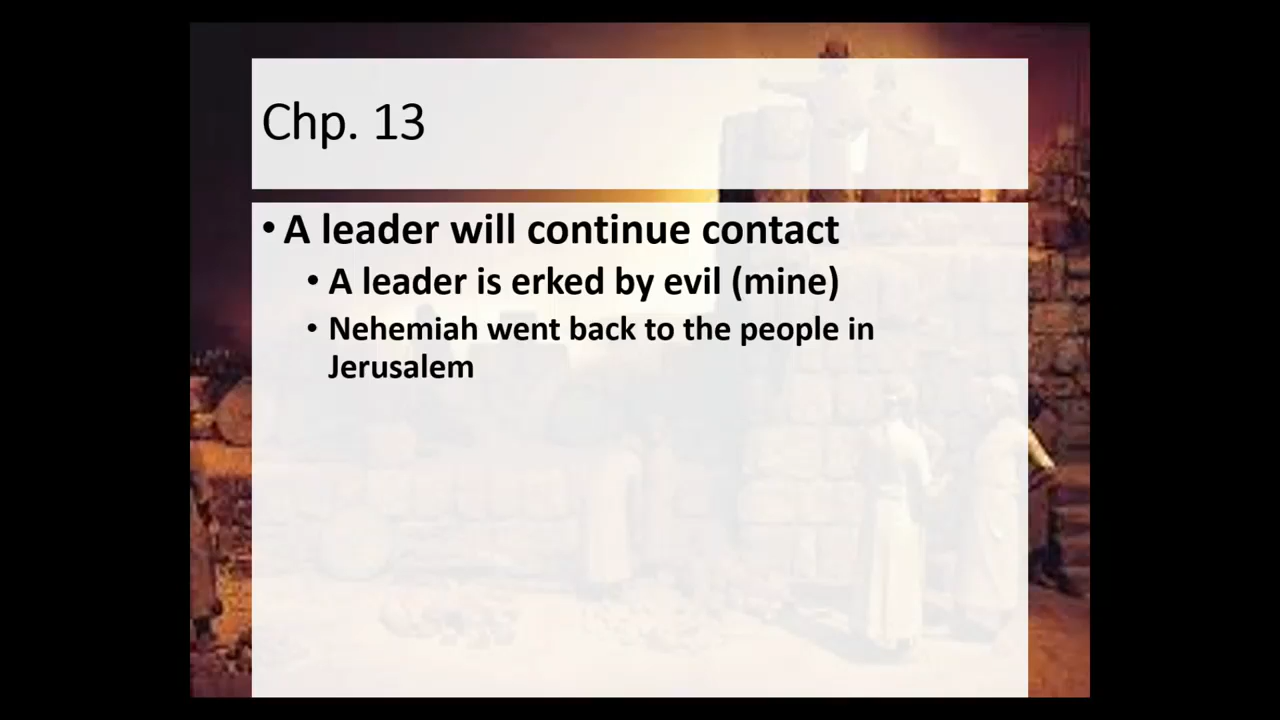 Chp. 13
• A leader will continue contact
• A leader is erked by evil (mine)
• Nehemiah went back to the people in
Jerusalem